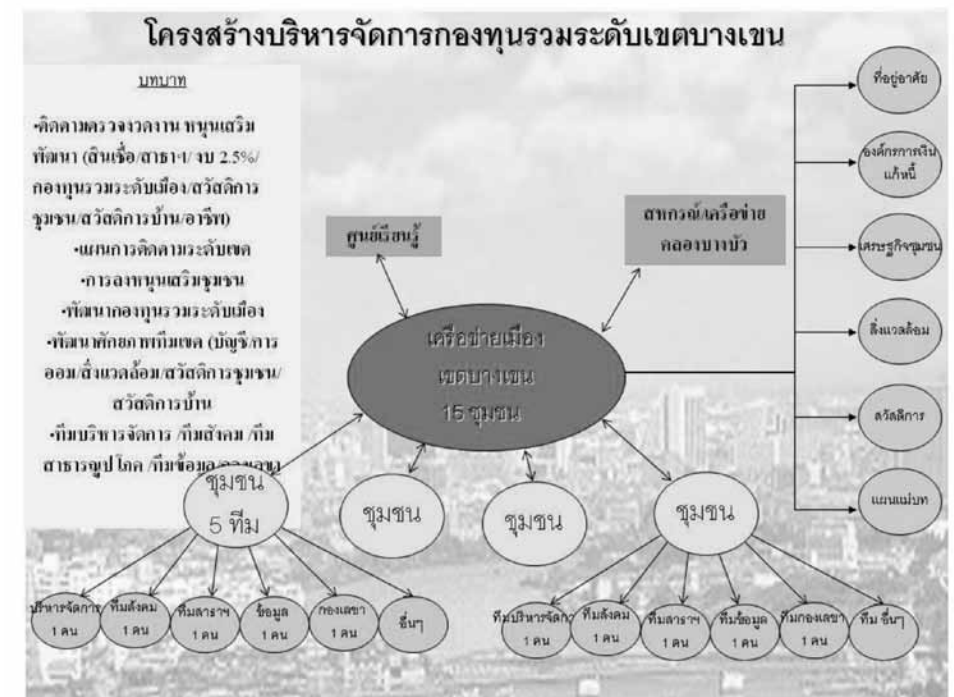 โครงสร้างบริหารจัดการกองทุนรวมระดับเขตบางเขน
บทบาท
•ติดตามตรวจงวดงาน หนุนเสริม
พัฒนา (สินเชื่อ/สาธาฯ/ งบ 2.5%/
กองทุนรวมระดับเมือง/สวัสดิการ
ชุมชน/สวัสดิการบ้าน/อาชีพ)
•แผนการติดตามระดับเขต
•การลงหนุนเสริมชุมชน
•พัฒนากองทุนรวมระดับเมือง
•พัฒนาศักยภาพทีมเขต (บัญชี/การ
ออม/สิ่งแวดล้อม/สวัสดิการชุมชน/
สวัสดิการบ้าน
•ทีมบริหารจัดการ /ทีมสังคม /ทีม
สาธารณูปโภค /ทีมข้อมูล
ศูนย์เรียนรู้
สหกรณ์/เครือข่าย
คลองบางบัว
เครือข่ายเมือง
เขตบางเขน
15 ชุมชน
ที่อยู่อาศัย
องค์กรการเงิน
แก้หนี้
เศรษฐกิจชุมชน
สิ่งแวดล้อม
สวัสดิการ
แผนแม่บท
ชุมชน
5 ทีม
ชุมชน
ชุมชน
ชุมชน
บริหารจัดการ
1 คน
ทีมสังคม
1 คน
ทีมสาธาฯ
1 คน
ข้อมูล
1 คน
กองเลขา
1 คน
อื่นๆ
ทีมบริหารจัดการ
1 คน
ทีมสังคม
1 คน
ทีมสาธาฯ
1 คน
ทีมข้อมูล
1 คน
ทีมกองเลขา
1 คน
ทีม อื่นๆ